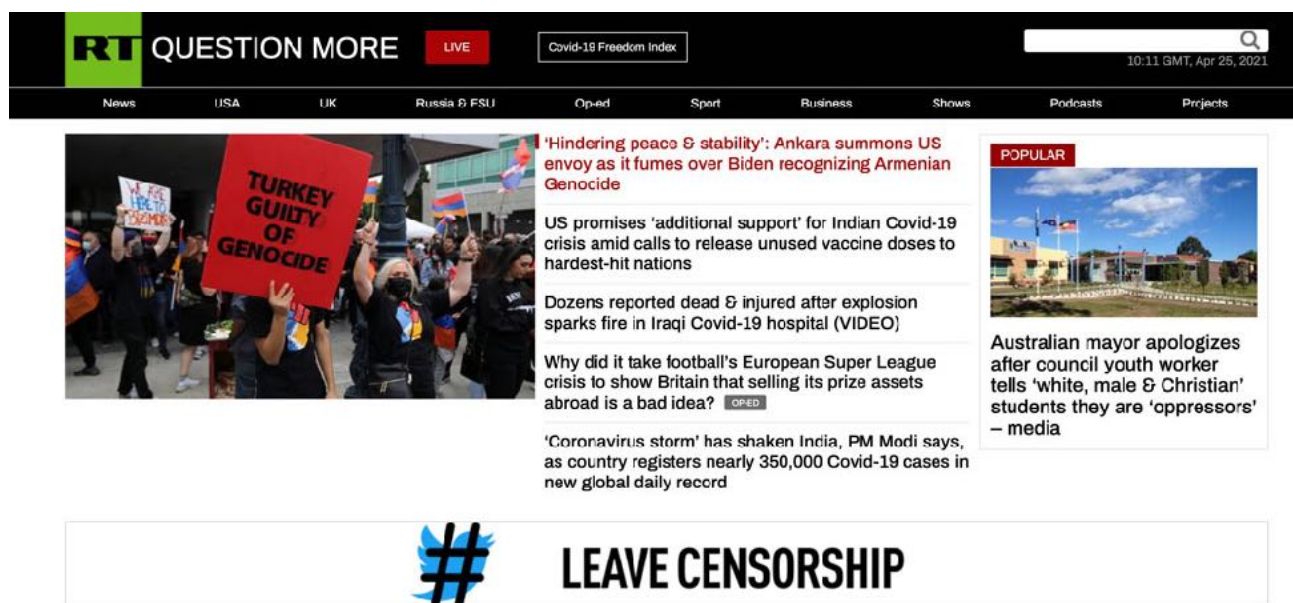 RT QUESTION MORE
LIVE
Covid-19 Freedom Index
10:11 GMT, Apr 25, 2021
News USA UK Russia & FSU Op-ed Sport Business Shows Podcasts Projects
WE ARE
HERE TO
TURKEY
GUILTY
OF
GENOCIDE
'Hindering peace & stability': Ankara summons US
envoy as it fumes over Biden recognizing Armenian
Genocide
US promises 'additional support' for Indian Covid-19
crisis amid calls to release unused vaccine doses to
hardest-hit nations
Dozens reported dead & injured after explosion
sparks fire in Iraqi Covid-19 hospital (VIDEO)
Why did it take football's European Super League
crisis to show Britain that selling its prize assets
abroad is a bad idea? OP-ED
'Coronavirus storm' has shaken India, PM Modi says,
as country registers nearly 350,000 Covid-19 cases in
new global daily record
POPULAR
Australian mayor apologizes
after council youth worker
tells 'white, male & Christian'
students they are 'oppressors'
– media
# LEAVE CENSORSHIP